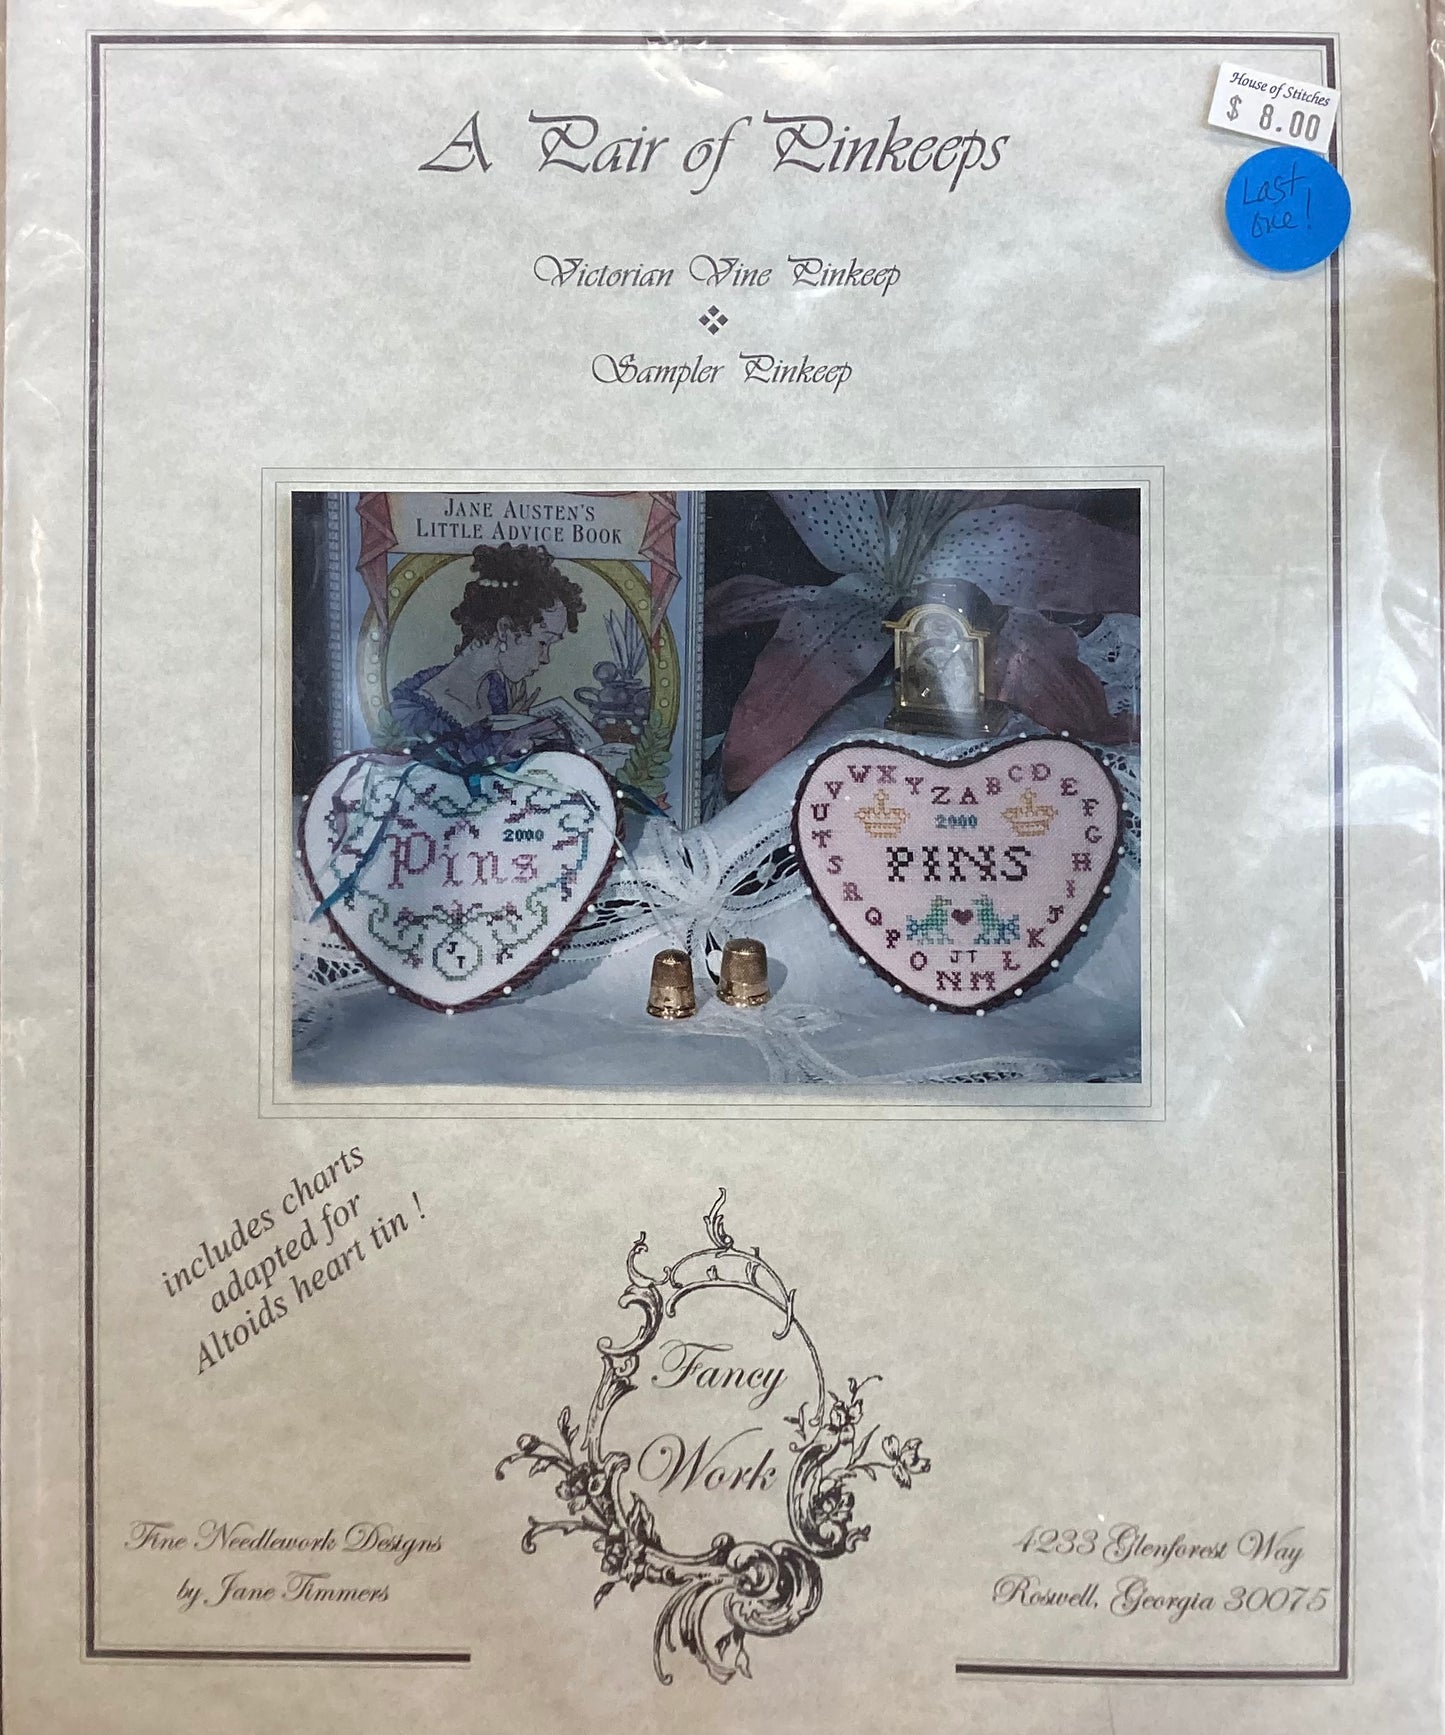 House of Stitches
$ 8.00
Last
one!
A Pair of Pinkeeps
Victorian Vine Pinkeep
Sampler Pinkeep
JANE AUSTEN'S
LITTLE ADVICE BOOK
Pins
2000
J
T
A B C D E F G H I J K L M N O P Q R S T U V W X Y Z
2000
PINS
JT
includes charts
adapted for
Altoids heart tin !
Fancy
Work
Fine Needlework Designs
by Jane Timmers
4233 Glenforest Way
Roswell, Georgia 30075